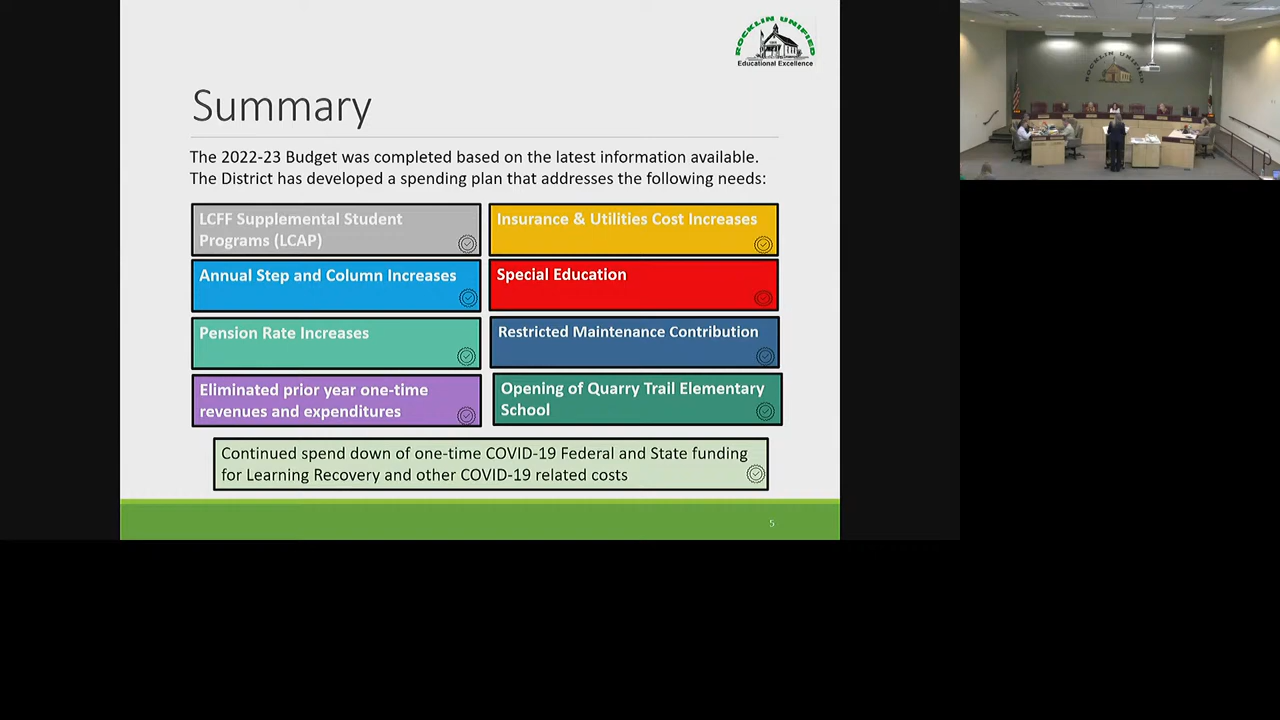 ROCKLIN UNIFIED
Educational Excellence
Summary
The 2022-23 Budget was completed based on the latest information available.
The District has developed a spending plan that addresses the following needs:
LCFF Supplemental Student
Programs (LCAP)
Insurance & Utilities Cost Increases
Annual Step and Column Increases
Special Education
Pension Rate Increases
Restricted Maintenance Contribution
Eliminated prior year one-time
revenues and expenditures
Opening of Quarry Trail Elementary
School
Continued spend down of one-time COVID-19 Federal and State funding
for Learning Recovery and other COVID-19 related costs
5
ROCKLIN UNIFIED